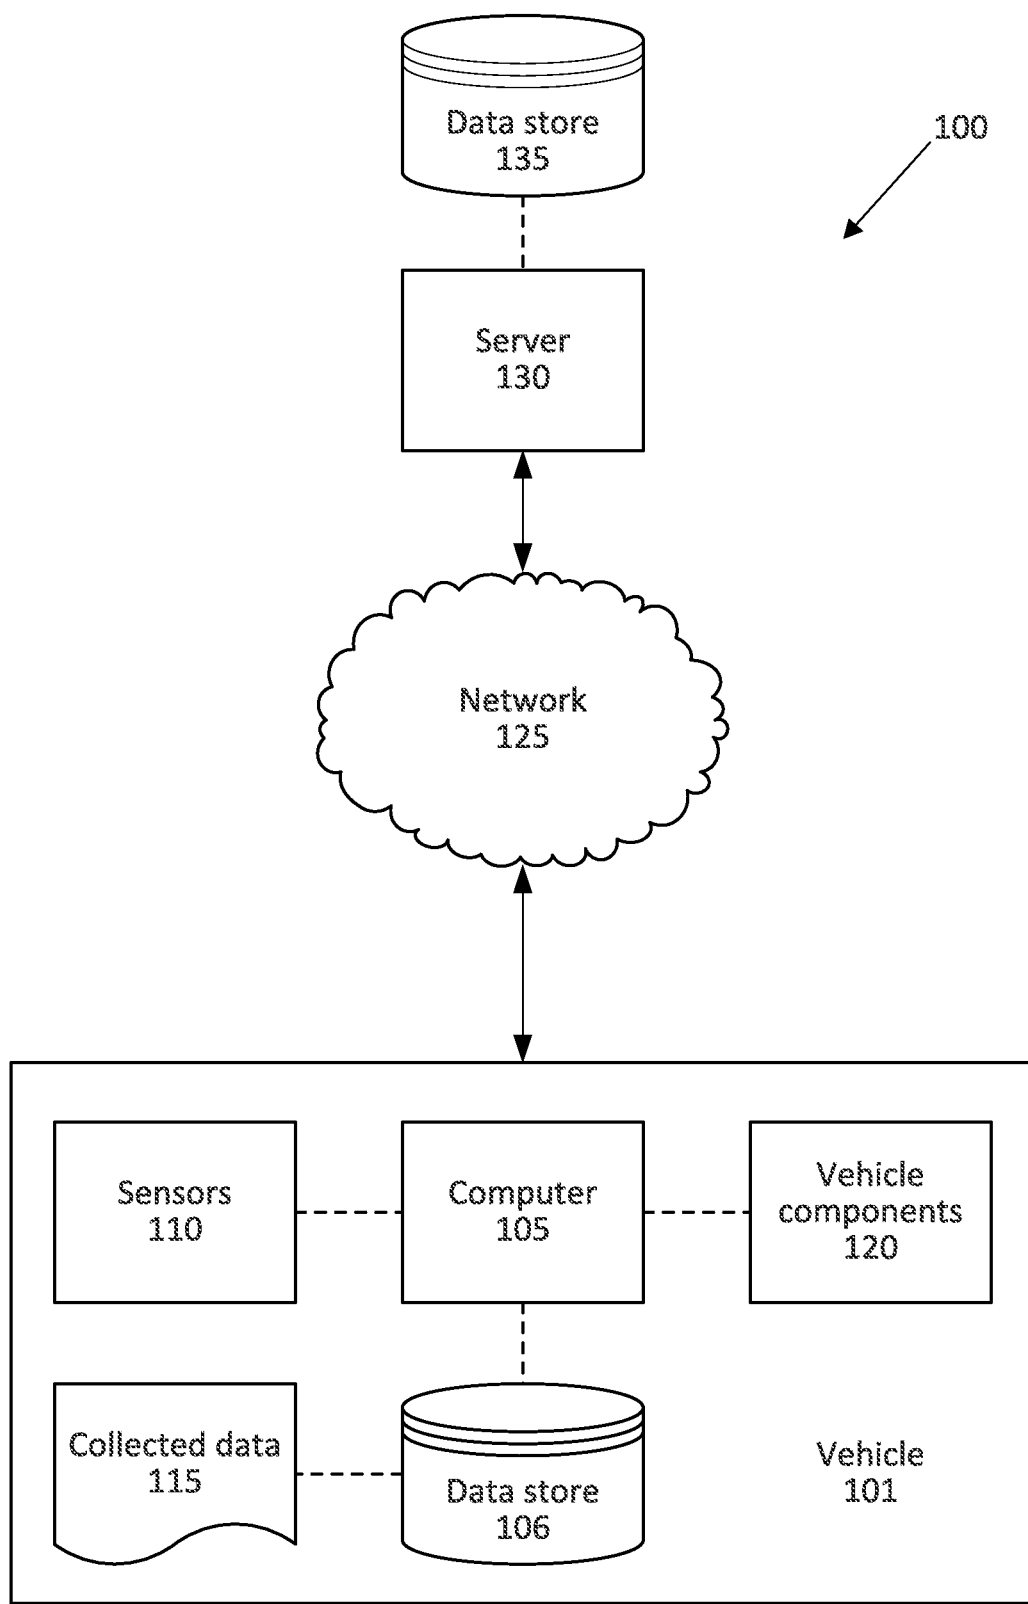 Data store
135
100
Server
130
Network
125
Sensors
110
Computer
105
Vehicle
components
120
Collected data
115
Data store
106
Vehicle
101